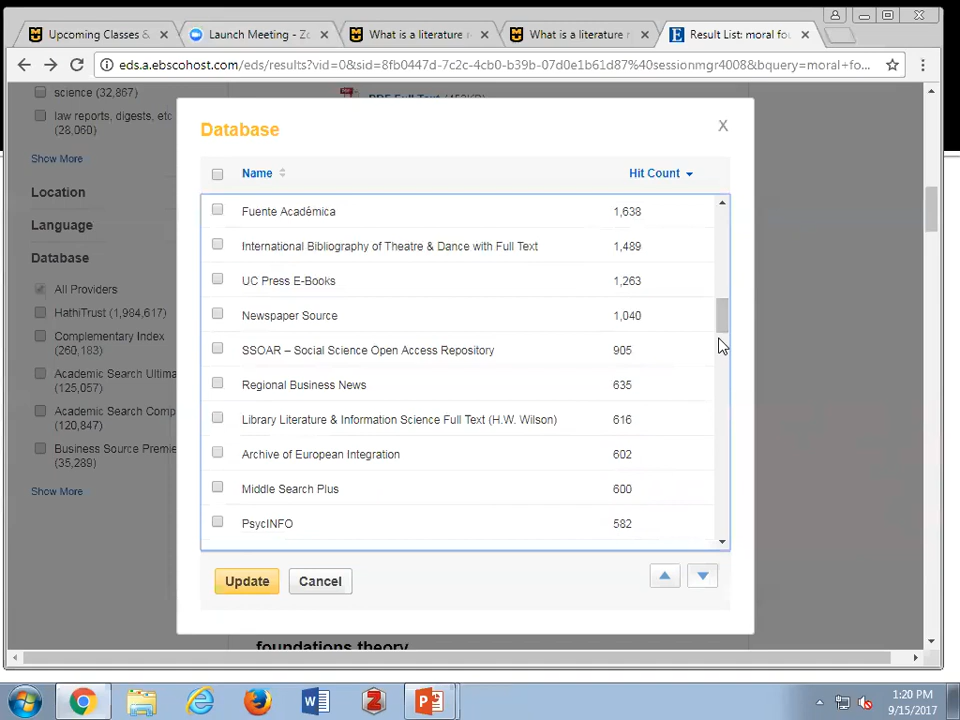 Upcoming Classes &
Launch Meeting - Zo
What is a literature r
What is a literature r
Result List: moral fou
eds.a.ebscohost.com/eds/results?vid=0&sid=8fb0447d-7c2c-4cb0-b39b-07d0e1b61d87%40sessionmgr4008&bquery=moral+fo...
science (32,867)
law reports, digests, etc
(28,060)
Show More
Location
Language
Database
All Providers
HathiTrust (1,984,617)
Complementary Index
(260,183)
Academic Search Ultima
(125,057)
Academic Search Comp
(120,847)
Business Source Premie
(35,289)
Show More
PDF Full Text
Database
X
Name
Hit Count
Fuente Académica 1,638
International Bibliography of Theatre & Dance with Full Text 1,489
UC Press E-Books 1,263
Newspaper Source 1,040
SSOAR – Social Science Open Access Repository 905
Regional Business News 635
Library Literature & Information Science Full Text (H.W. Wilson) 616
Archive of European Integration 602
Middle Search Plus 600
PsycINFO 582
Update
Cancel
foundations theory
1:20 PM
9/15/2017